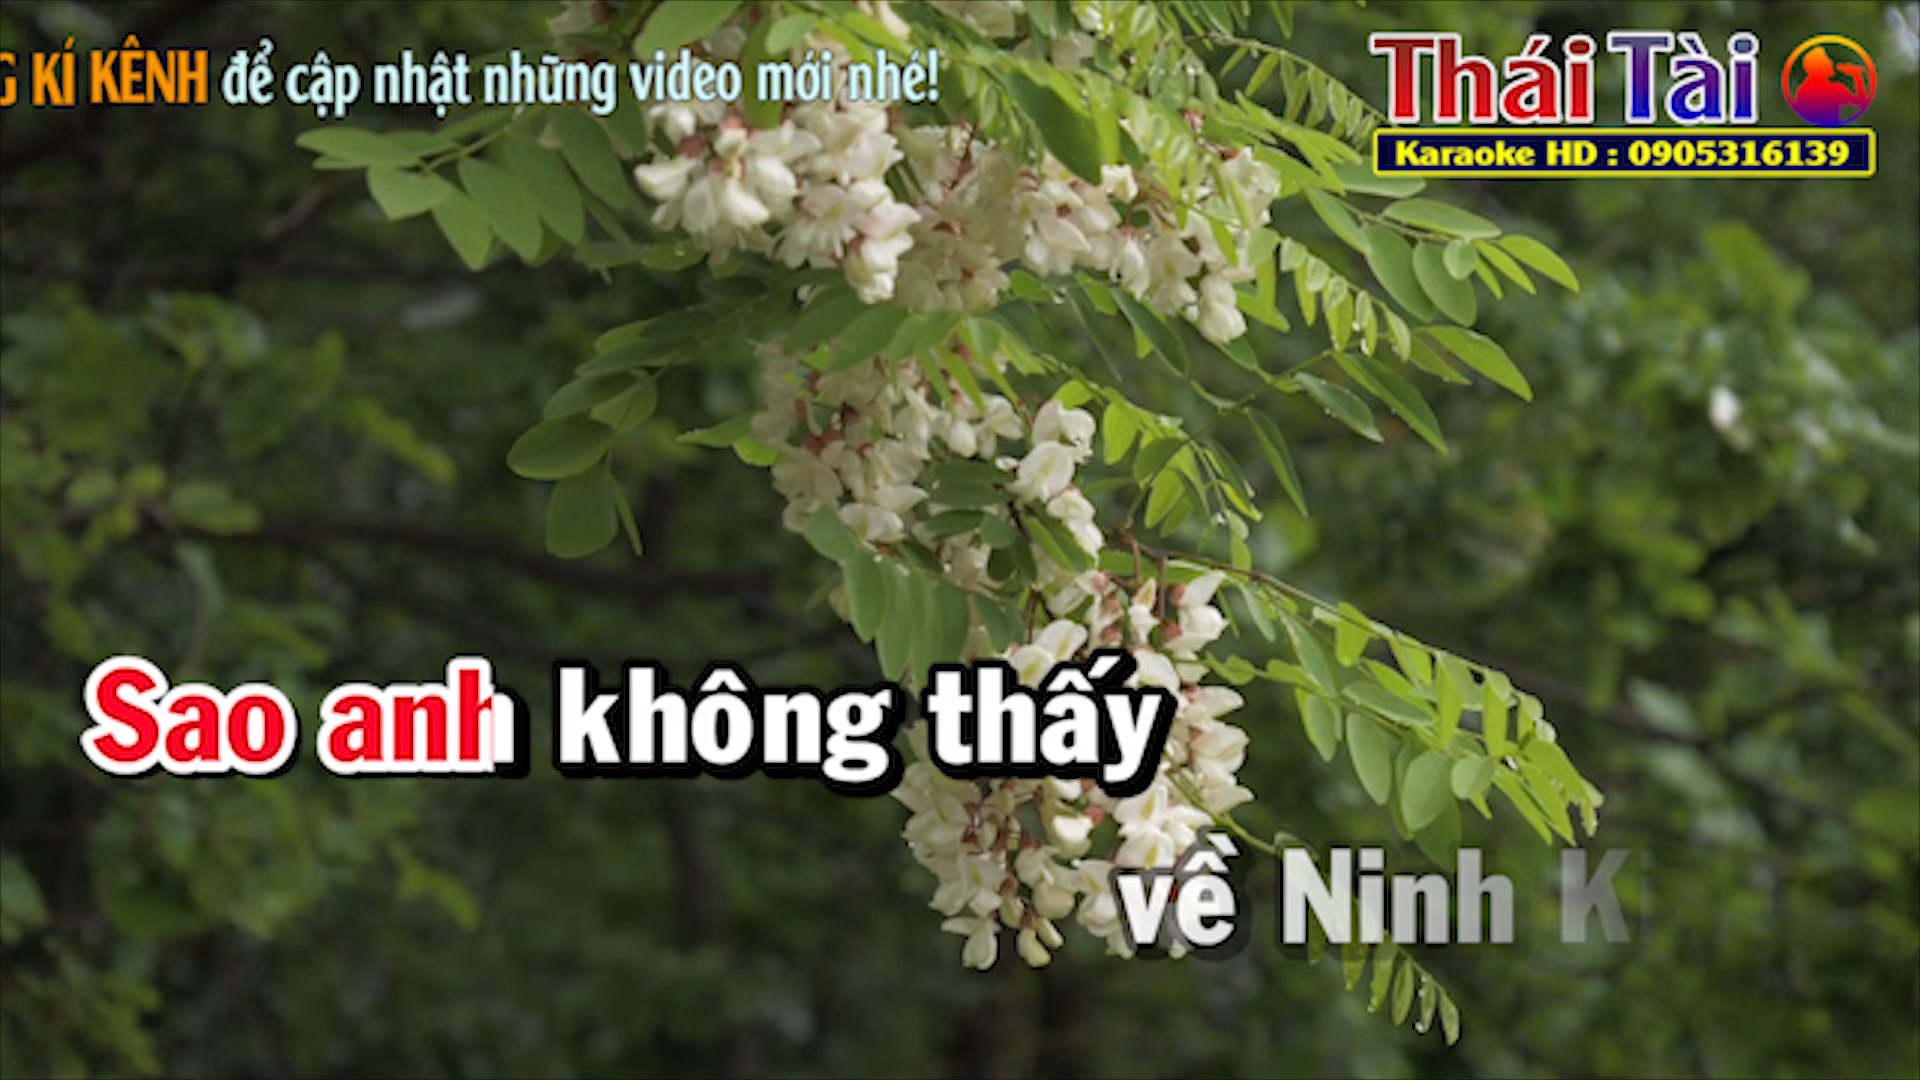 KÍ KÊNH để cập nhật những video mới nhé!
Thái Tài
Karaoke HD : 0905316139
Sao anh không thấy
về Ninh